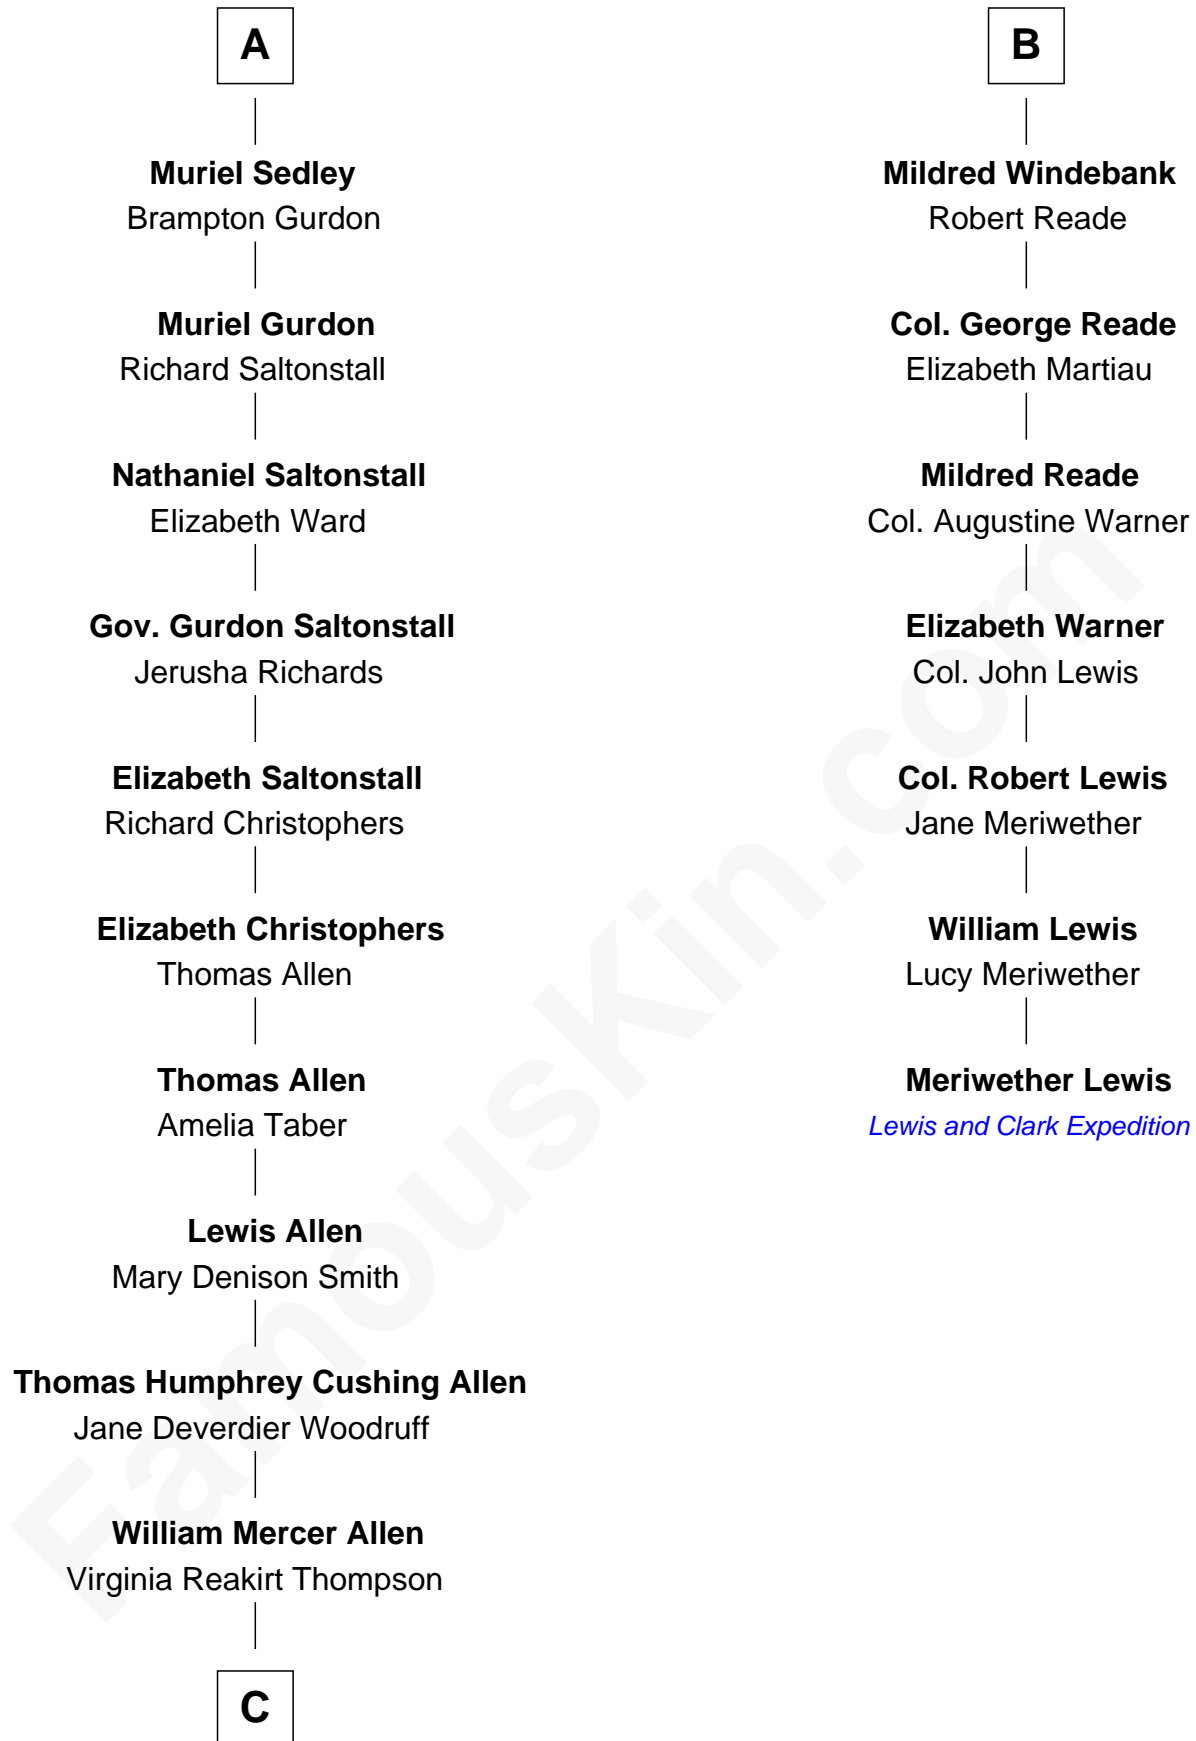 A
Muriel Sedley
Brampton Gurdon
Muriel Gurdon
Richard Saltonstall
Nathaniel Saltonstall
Elizabeth Ward
Gov. Gurdon Saltonstall
Jerusha Richards
Elizabeth Saltonstall
Richard Christophers
Elizabeth Christophers
Thomas Allen
Thomas Allen
Amelia Taber
Lewis Allen
Mary Denison Smith
Thomas Humphrey Cushing Allen
Jane Deverdier Woodruff
William Mercer Allen
Virginia Reakirt Thompson
C
B
Mildred Windebank
Robert Reade
Col. George Reade
Elizabeth Martiau
Mildred Reade
Col. Augustine Warner
Elizabeth Warner
Col. John Lewis
Col. Robert Lewis
Jane Meriwether
William Lewis
Lucy Meriwether
Meriwether Lewis
Lewis and Clark Expedition
FamousKin.com